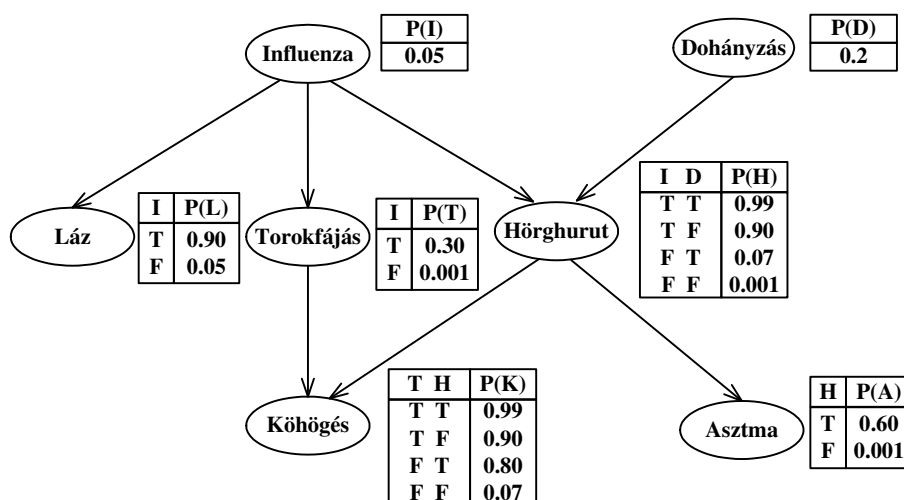 Influenza
P(I)
0.05
Dohányzás
P(D)
0.2
Láz
I P(L)
T 0.90
F 0.05
Torokfájás
I P(T)
T 0.30
F 0.001
Hörghurut
I D P(H)
T T 0.99
T F 0.90
F T 0.07
F F 0.001
Köhögés
T H P(K)
T T 0.99
T F 0.90
F T 0.80
F F 0.07
Asztma
H P(A)
T 0.60
F 0.001